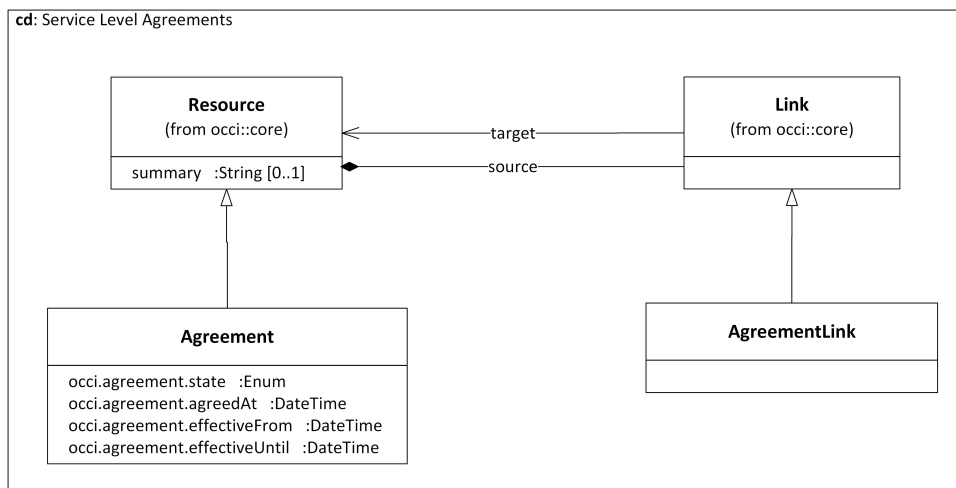 cd: Service Level Agreements
Resource
(from occi::core)
summary :String [0..1]
target
source
Link
(from occi::core)
Agreement
occi.agreement.state :Enum
occi.agreement.agreedAt :DateTime
occi.agreement.effectiveFrom :DateTime
occi.agreement.effectiveUntil :DateTime
AgreementLink